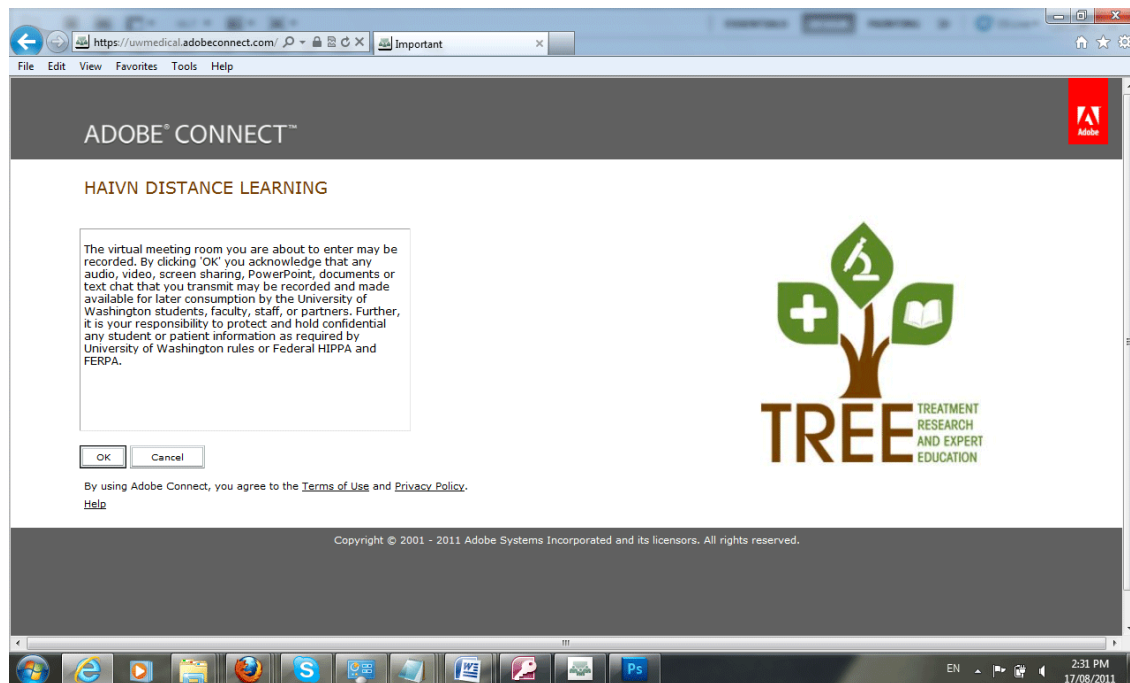 https://uwmedical.adobeconnect.com/
Important
File Edit View Favorites Tools Help
ADOBE® CONNECT™
Adobe
HAIVN DISTANCE LEARNING
The virtual meeting room you are about to enter may be
recorded. By clicking 'OK' you acknowledge that any
audio, video, screen sharing, PowerPoint, documents or
text chat that you transmit may be recorded and made
available for later consumption by the University of
Washington students, faculty, staff, or partners. Further,
it is your responsibility to protect and hold confidential
any student or patient information as required by
University of Washington rules or Federal HIPPA and
FERPA.
TREE
TREATMENT
RESEARCH
AND EXPERT
EDUCATION
OK Cancel
By using Adobe Connect, you agree to the Terms of Use and Privacy Policy.
Help
Copyright © 2001 - 2011 Adobe Systems Incorporated and its licensors. All rights reserved.
Ps
EN
2:31 PM
17/08/2011